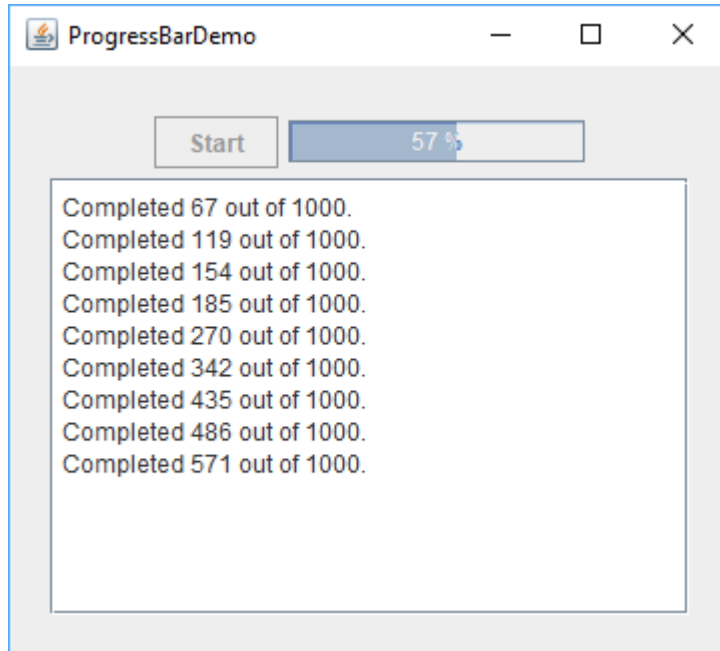 ProgressBarDemo
Start
57 %
Completed 67 out of 1000.
Completed 119 out of 1000.
Completed 154 out of 1000.
Completed 185 out of 1000.
Completed 270 out of 1000.
Completed 342 out of 1000.
Completed 435 out of 1000.
Completed 486 out of 1000.
Completed 571 out of 1000.